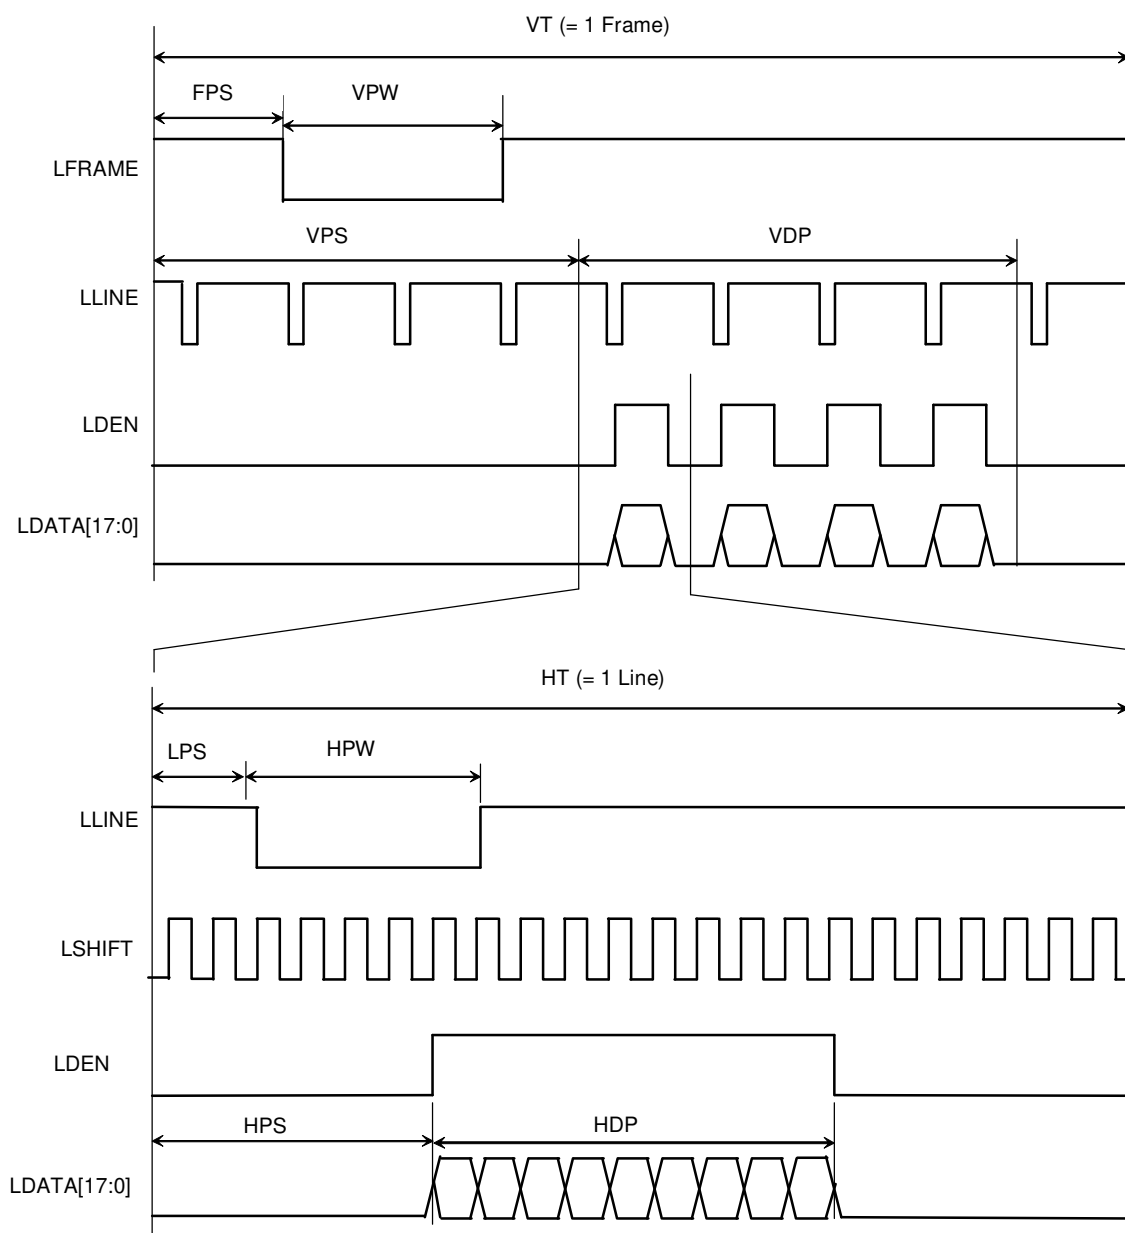 VT (= 1 Frame)
FPS
VPW
LFRAME
VPS
VDP
LLINE
LDEN
LDATA[17:0]
HT (= 1 Line)
LPS
HPW
LLINE
LSHIFT
LDEN
HPS
HDP
LDATA[17:0]